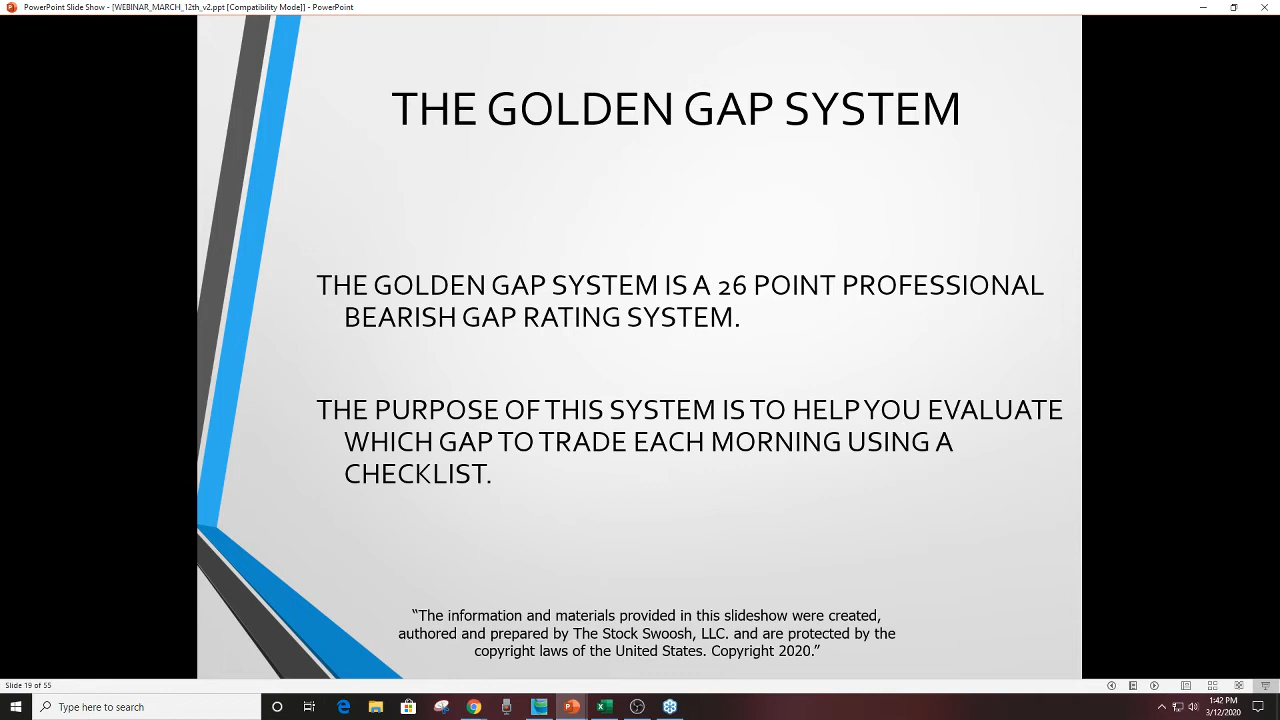 PowerPoint Slide Show - [WEBINAR_MARCH_12th_v2.ppt [Compatibility Mode]] - PowerPoint
THE GOLDEN GAP SYSTEM
THE GOLDEN GAP SYSTEM IS A 26 POINT PROFESSIONAL
BEARISH GAP RATING SYSTEM.
THE PURPOSE OF THIS SYSTEM IS TO HELP YOU EVALUATE
WHICH GAP TO TRADE EACH MORNING USING A
CHECKLIST.
“The information and materials provided in this slideshow were created,
authored and prepared by The Stock Swoosh, LLC. and are protected by the
copyright laws of the United States. Copyright 2020.”
Slide 19 of 55
Type here to search
1:42 PM
3/12/2020